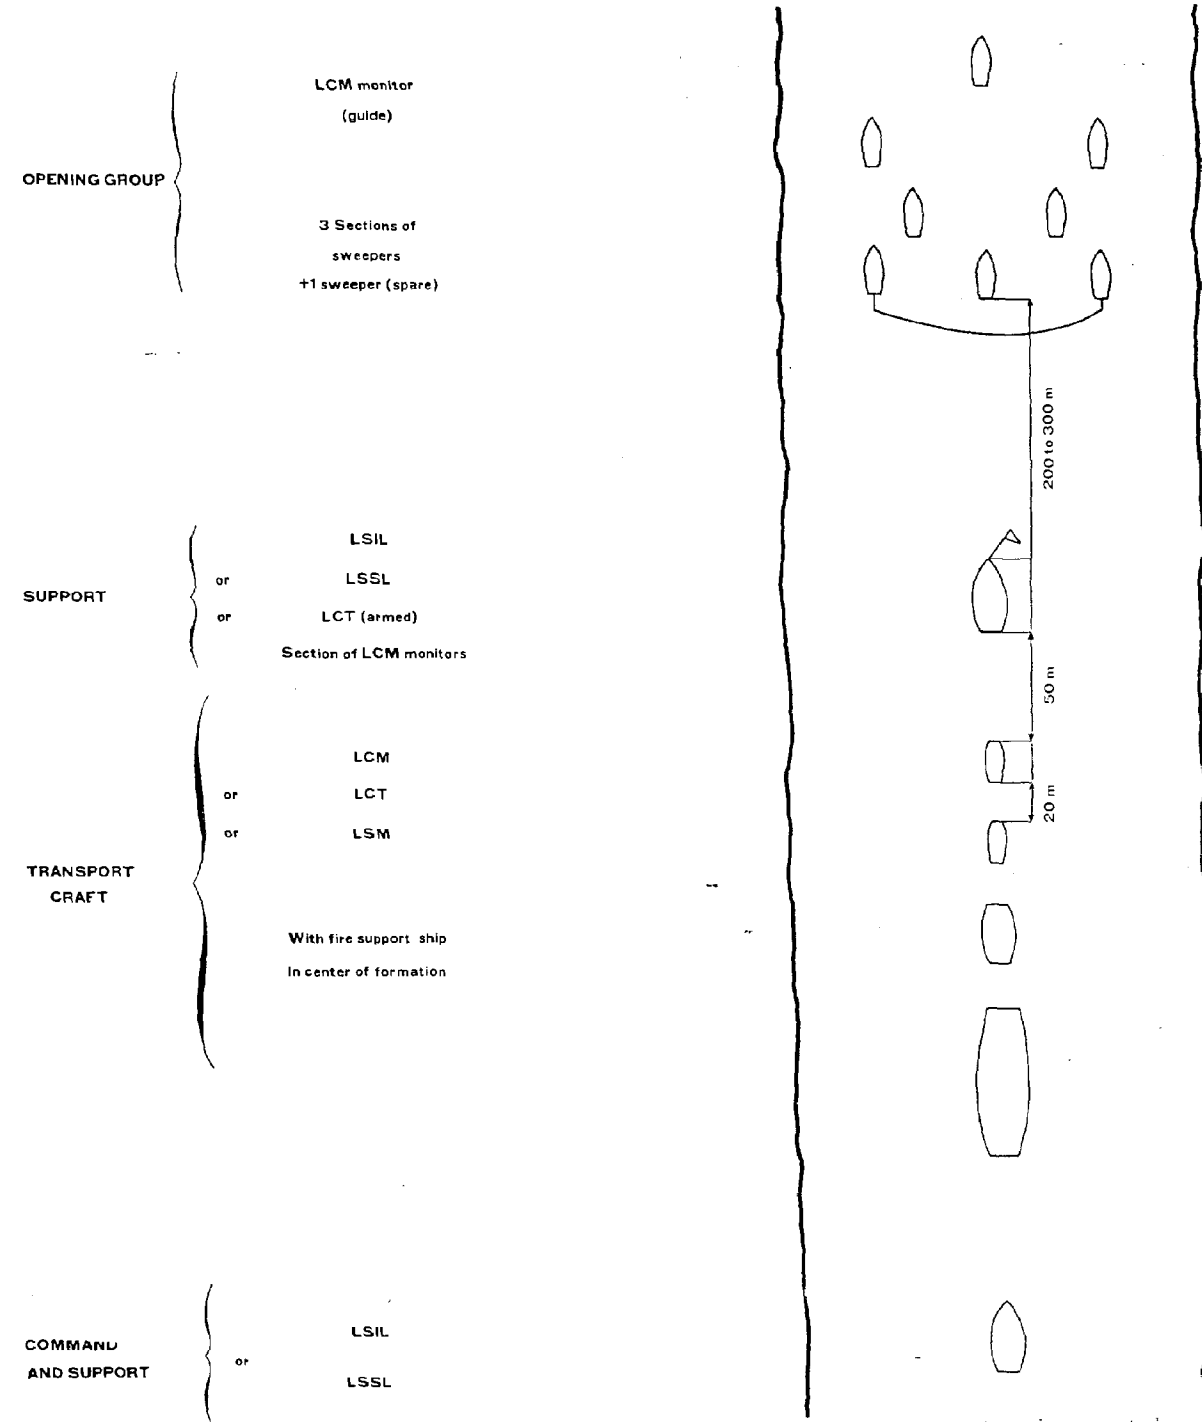 LCM monitor
(guide)
OPENING GROUP
3 Sections of
sweepers
+1 sweeper (spare)
200 to 300 m
LSIL
or LSSL
SUPPORT
or LCT (armed)
Section of LCM monitors
50 m
LCM
or LCT
20 m
or LSM
TRANSPORT
CRAFT
With fire support ship
In center of formation
LSIL
COMMAND
or
AND SUPPORT
LSSL